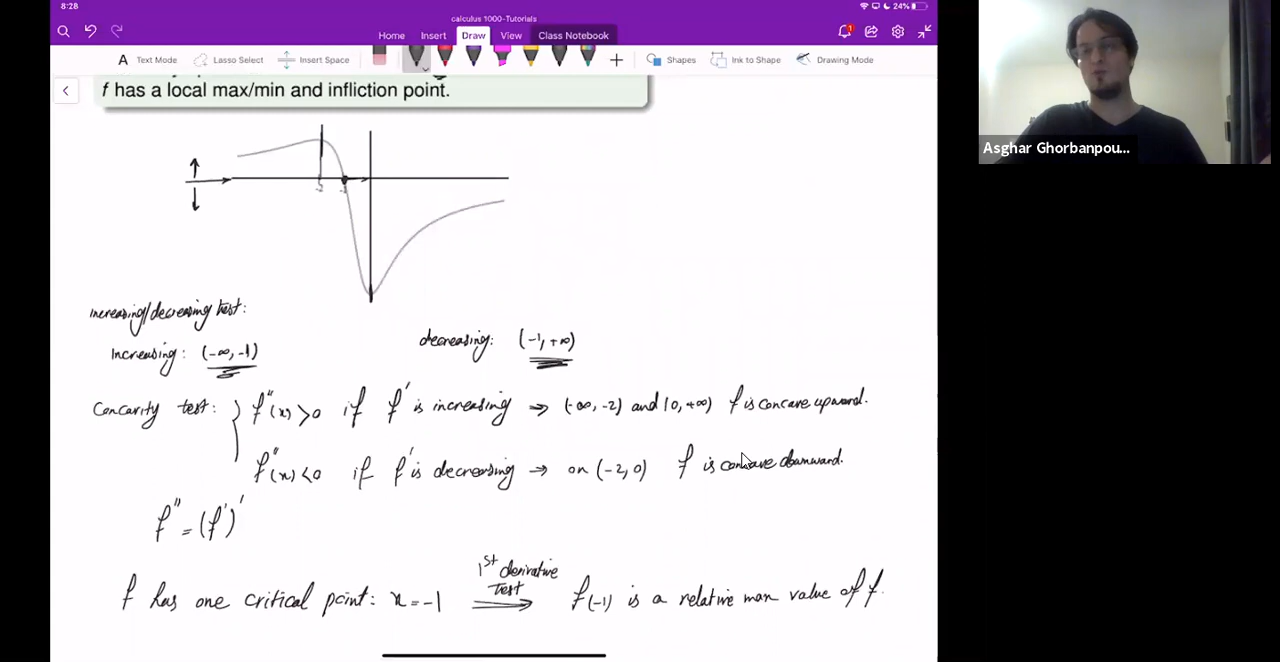 8:28
24%
calculus 1000-Tutorials
Home Insert Draw View Class Notebook
Text Mode Lasso Select Insert Space Shapes Ink to Shape Drawing Mode
f has a local max/min and infliction point.
increasing/decreasing test:
increasing: (-∞, -1) decreasing: (-1, +∞)
Concavity test: f''(x) > 0 if f' is increasing ⇒ (-∞, -2) and (0, +∞) f is concave upward.
f''(x) < 0 if f' is decreasing → on (-2, 0) f is concave downward.
f'' = (f')'
1st derivative
Test
f has one critical point: x = -1 ⇒ f(-1) is a relative max value of f.
Asghar Ghorbanpou...